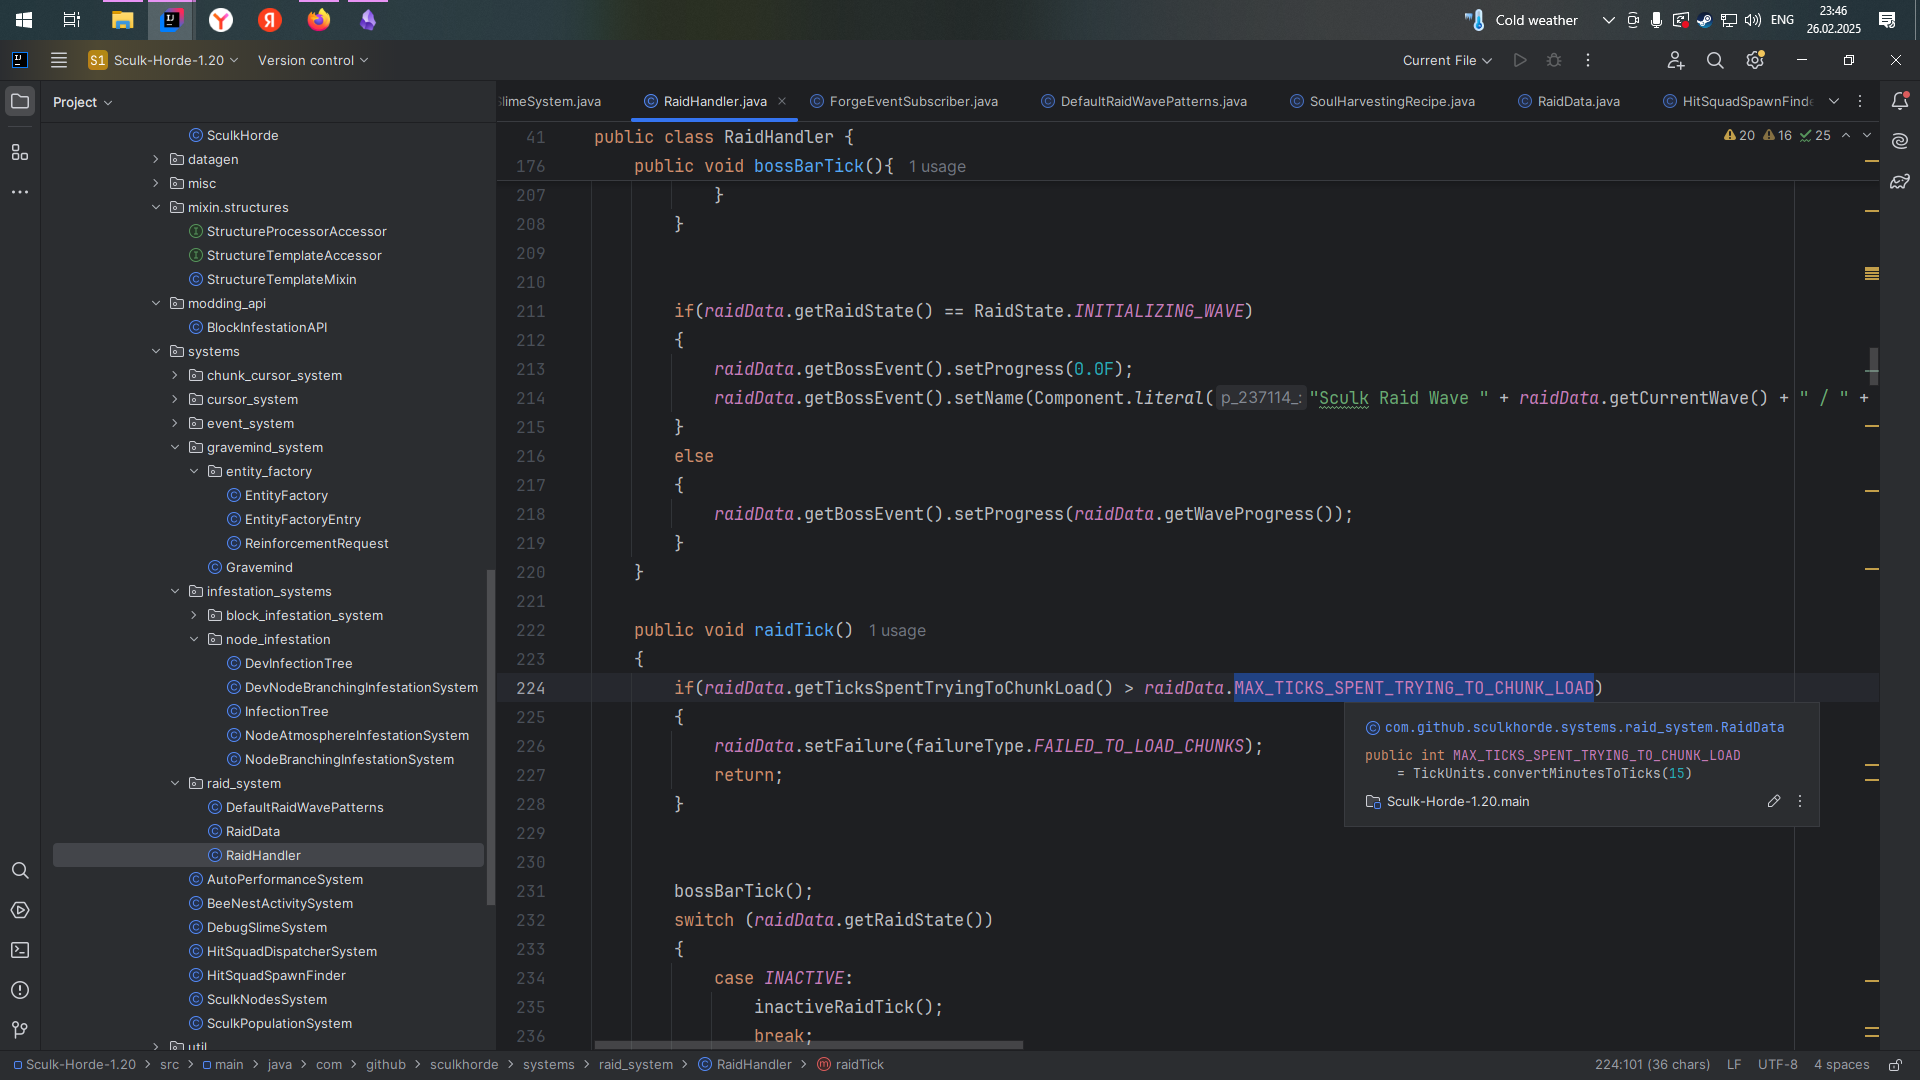 Cold weather
ENG
23:46
26.02.2025
S1
Sculk-Horde-1.20
Version control
Current File
Project
SculkHorde
datagen
misc
mixin.structures
StructureProcessorAccessor
StructureTemplateAccessor
StructureTemplateMixin
modding_api
BlockInfestationAPI
systems
chunk_cursor_system
cursor_system
event_system
gravemind_system
entity_factory
EntityFactory
EntityFactoryEntry
ReinforcementRequest
Gravemind
infestation_systems
block_infestation_system
node_infestation
DevInfectionTree
DevNodeBranchingInfestationSystem
InfectionTree
NodeAtmosphereInfestationSystem
NodeBranchingInfestationSystem
raid_system
DefaultRaidWavePatterns
RaidData
RaidHandler
AutoPerformanceSystem
BeeNestActivitySystem
DebugSlimeSystem
HitSquadDispatcherSystem
HitSquadSpawnFinder
SculkNodesSystem
SculkPopulationSystem
util
SlimeSystem.java
RaidHandler.java
ForgeEventSubscriber.java
DefaultRaidWavePatterns.java
SoulHarvestingRecipe.java
RaidData.java
HitSquadSpawnFinde
20 16 25
41 public class RaidHandler {
176 public void bossBarTick(){ 1 usage
207 }
208 }
209
210
211 if(raidData.getRaidState() == RaidState.INITIALIZING_WAVE)
212 {
213 raidData.getBossEvent().setProgress(0.0F);
214 raidData.getBossEvent().setName(Component.literal( p_237114_: "Sculk Raid Wave " + raidData.getCurrentWave() + " / " +
215 }
216 else
217 {
218 raidData.getBossEvent().setProgress(raidData.getWaveProgress());
219 }
220 }
221
222 public void raidTick() 1 usage
223 {
224 if(raidData.getTicksSpentTryingToChunkLoad() > raidData.MAX_TICKS_SPENT_TRYING_TO_CHUNK_LOAD)
225 {
226 raidData.setFailure(failureType.FAILED_TO_LOAD_CHUNKS);
227 return;
228 }
229
230
231 bossBarTick();
232 switch (raidData.getRaidState())
233 {
234 case INACTIVE:
235 inactiveRaidTick();
236 break;
com.github.sculkhorde.systems.raid_system.RaidData
public int MAX_TICKS_SPENT_TRYING_TO_CHUNK_LOAD
= TickUnits.convertMinutesToTicks(15)
Sculk-Horde-1.20.main
Sculk-Horde-1.20 > src > main > java > com > github > sculkhorde > systems > raid_system > RaidHandler > raidTick
224:101 (36 chars) LF UTF-8 4 spaces